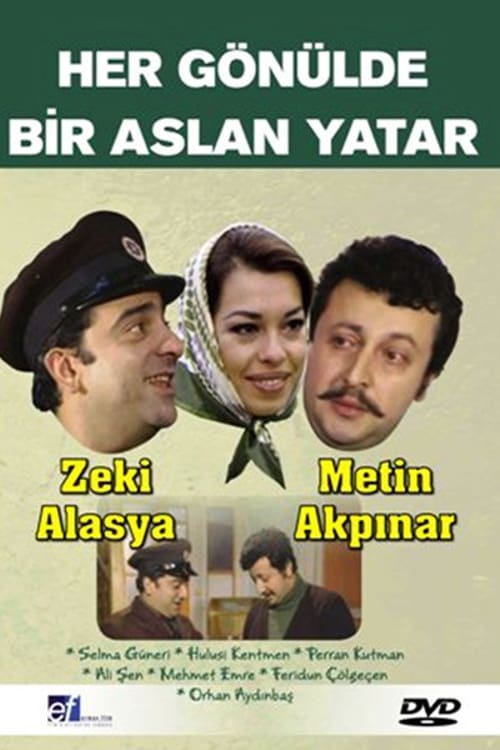 HER GÖNÜLDE
BİR ASLAN YATAR
Zeki Metin
Alasya Akpınar
* Selma Güneri * Hulusi Kentmen * Perran Kutman
* Ali Şen * Mehmet Emre * Feridun Çölgeçen
* Orhan Aydınbaş
ef
DVD